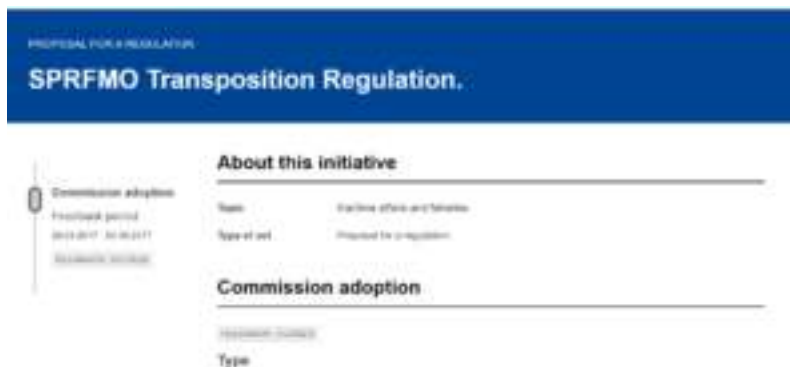 PROPOSAL FOR A REGULATION
SPRFMO Transposition Regulation.
About this initiative
Commission adoption
Feedback period
Topic
Maritime affairs and fisheries
Type of act
Proposal for a regulation
Commission adoption
Type